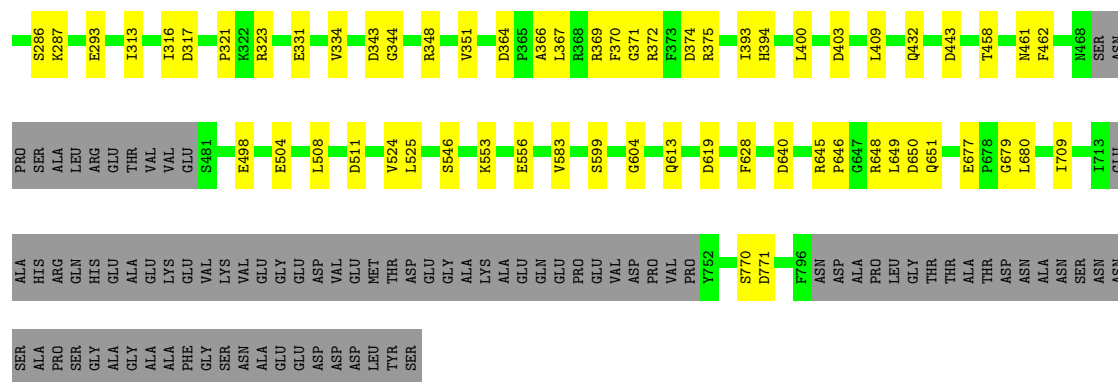 S286 K287 E293 I313 I316 D317 P321 K322 R323 E331 V334 D343 G344 R348 V351 D364 P365 A366 L367 R368 R369 F370 G371 R372 F373 D374 R375 I393 H394 L400 D403 L409 Q432 D443 T458 N461 F462 N468 SER ASN
PRO SER ALA LEU ARG GLU THR VAL VAL GLU S481 E498 E504 L508 D511 V524 L525 S546 K553 E556 V583 S599 G604 Q613 D619 F628 D640 R645 P646 G647 R648 L649 D650 Q651 E677 P678 G679 L680 I709 I713 GLU
ALA HIS ARG GLN HIS GLU ALA GLU LYS GLU VAL LYS VAL GLU GLY GLU ASP VAL GLU MET THR ASP GLU GLY ALA LYS ALA GLU GLN GLU PRO GLU VAL ASP PRO VAL PRO Y752 S770 D771 F796 ASN ASP ALA PRO LEU GLY THR THR ALA THR ASP ASN ALA ASN SER ASN ASN
SER ALA PRO SER GLY ALA GLY ALA ALA PHE GLY SER ASN ALA GLU GLU ASP ASP ASP LEU TYR SER